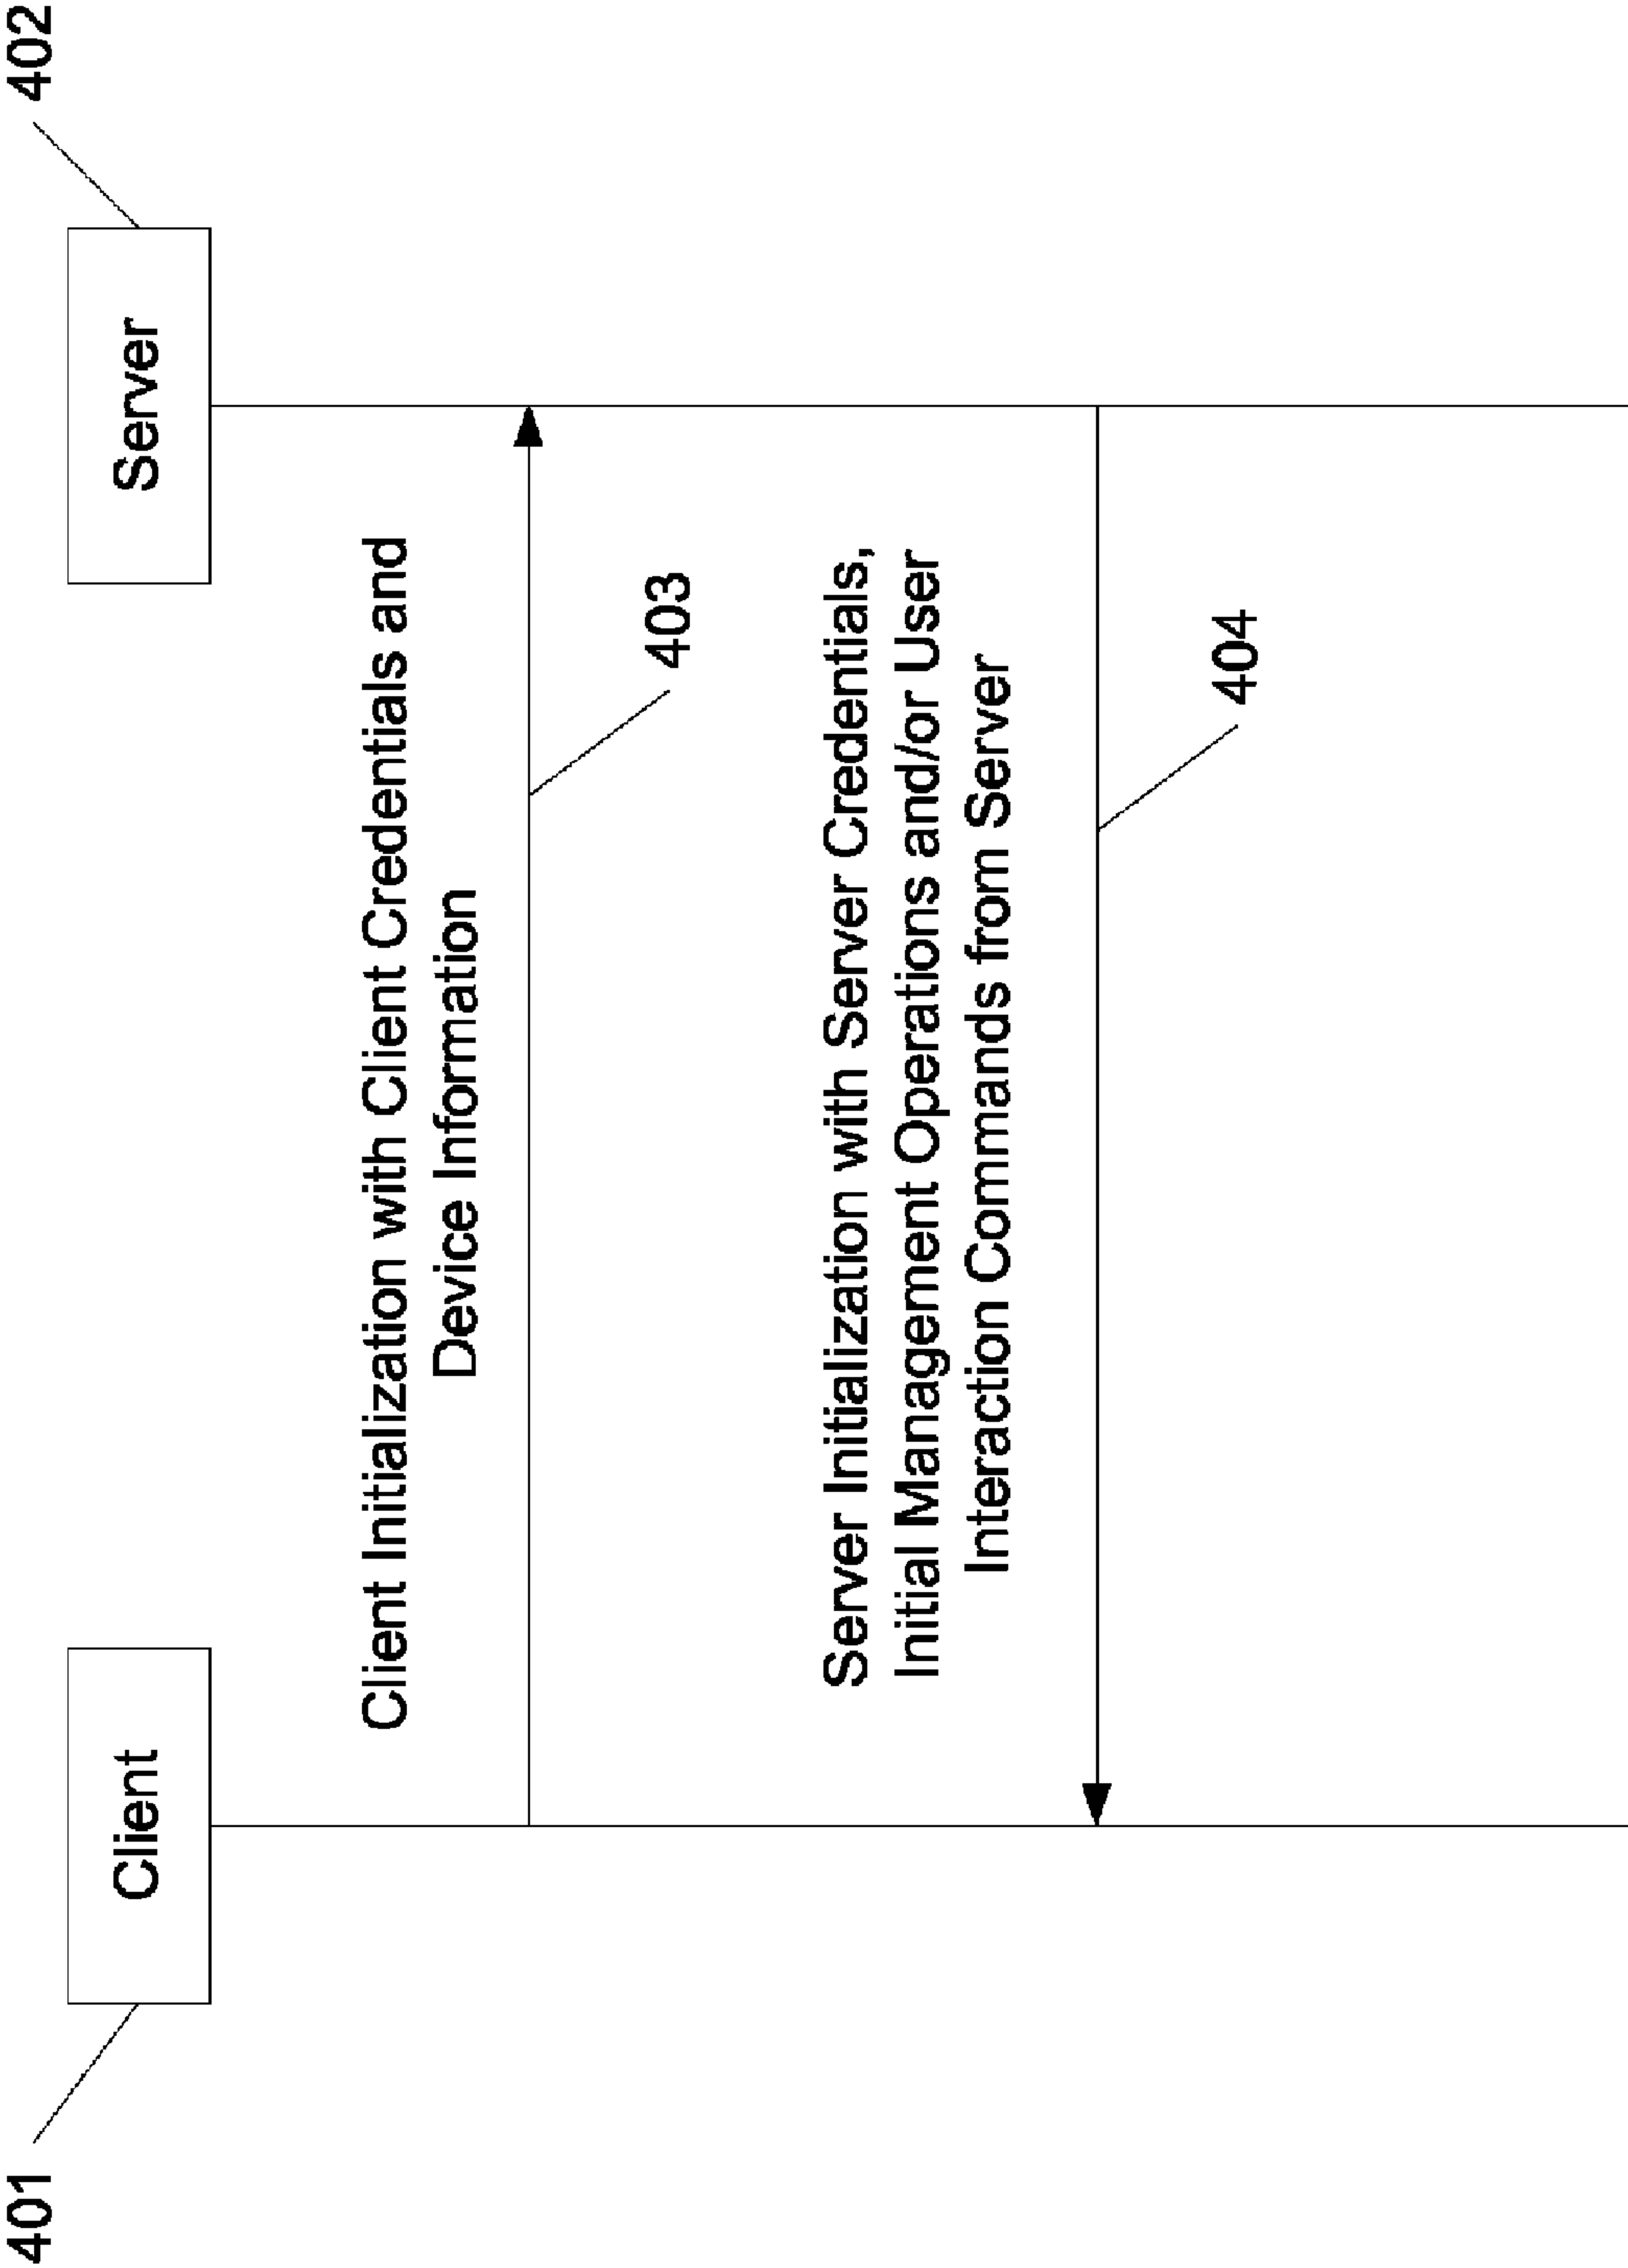 401
Client
Server
402
Client Initialization with Client Credentials and
Device Information
403
Server Initialization with Server Credentials,
Initial Management Operations and/or User
Interaction Commands from Server
404